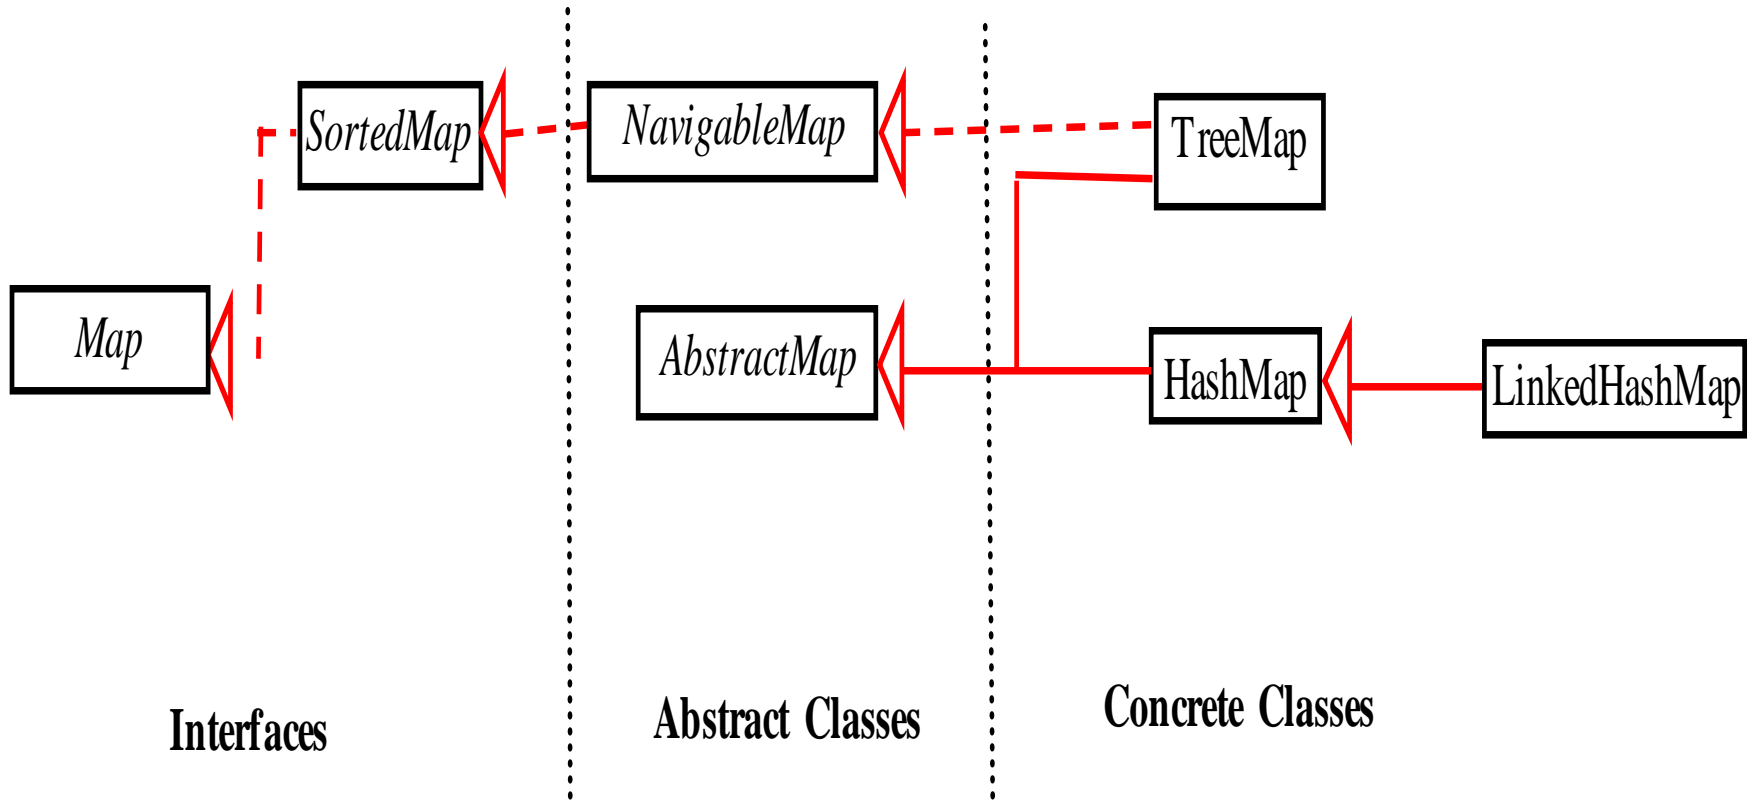 SortedMap
NavigableMap
TreeMap
Map
AbstractMap
HashMap
LinkedHashMap
Interfaces
Abstract Classes
Concrete Classes